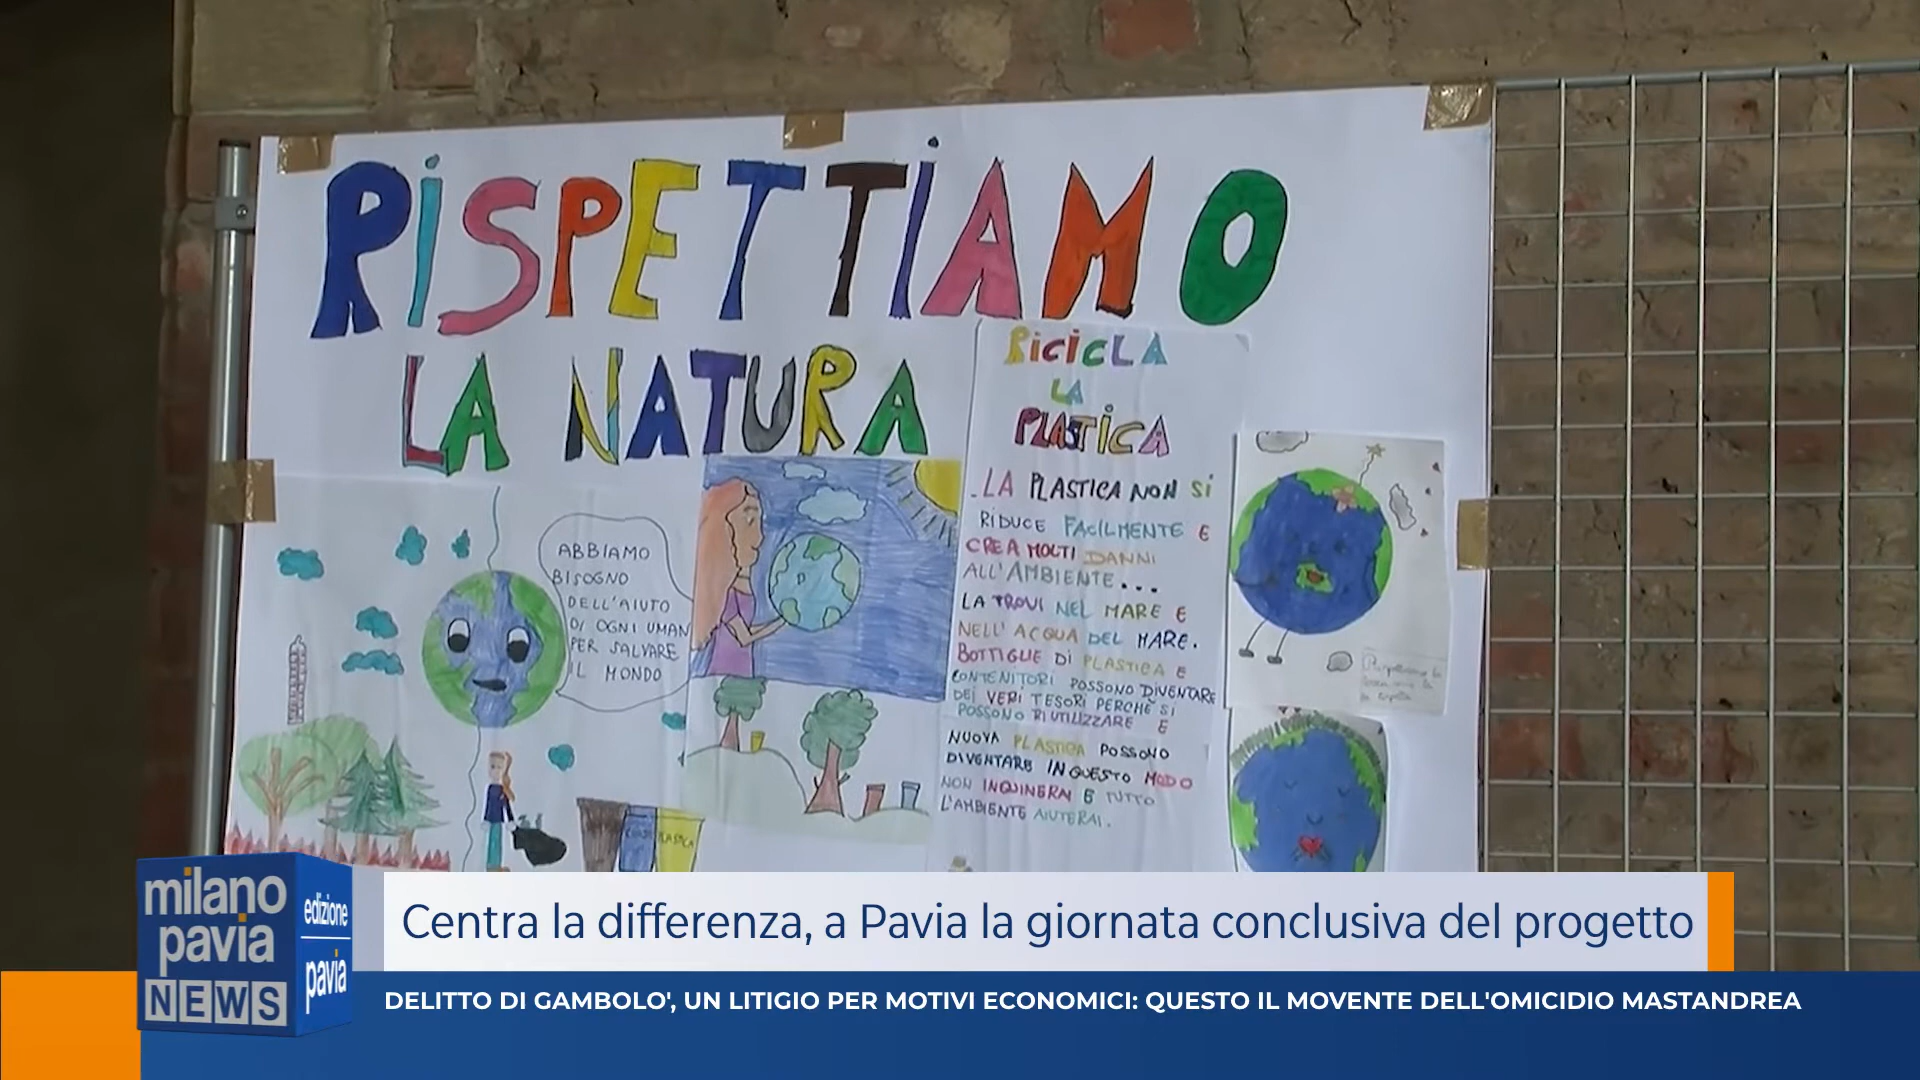 RISPETTIAMO
LA NATURA
RICICLA
LA
PLASTICA
LA PLASTICA NON SI
RIDUCE FACILMENTE E
CREA MOLTI DANNI
ALL'AMBIENTE...
LA TROVI NEL MARE E
NELL'ACQUA DEL MARE.
BOTTIGLIE DI PLASTICA E
CONTENITORI POSSONO DIVENTARE
DEI VERI TESORI PERCHÈ SI
POSSONO RIUTILIZZARE E
NUOVA PLASTICA POSSONO
DIVENTARE IN QUESTO MODO
NON INQUINERAI E TUTTO
L'AMBIENTE AIUTERAI.
ABBIAMO
BISOGNO
DELL'AIUTO
DI OGNI UMAN
PER SALVARE
IL MONDO
PLASTICA
milano
pavia
NEWS
edizione
pavia
Centra la differenza, a Pavia la giornata conclusiva del progetto
DELITTO DI GAMBOLO', UN LITIGIO PER MOTIVI ECONOMICI: QUESTO IL MOVENTE DELL'OMICIDIO MASTANDREA